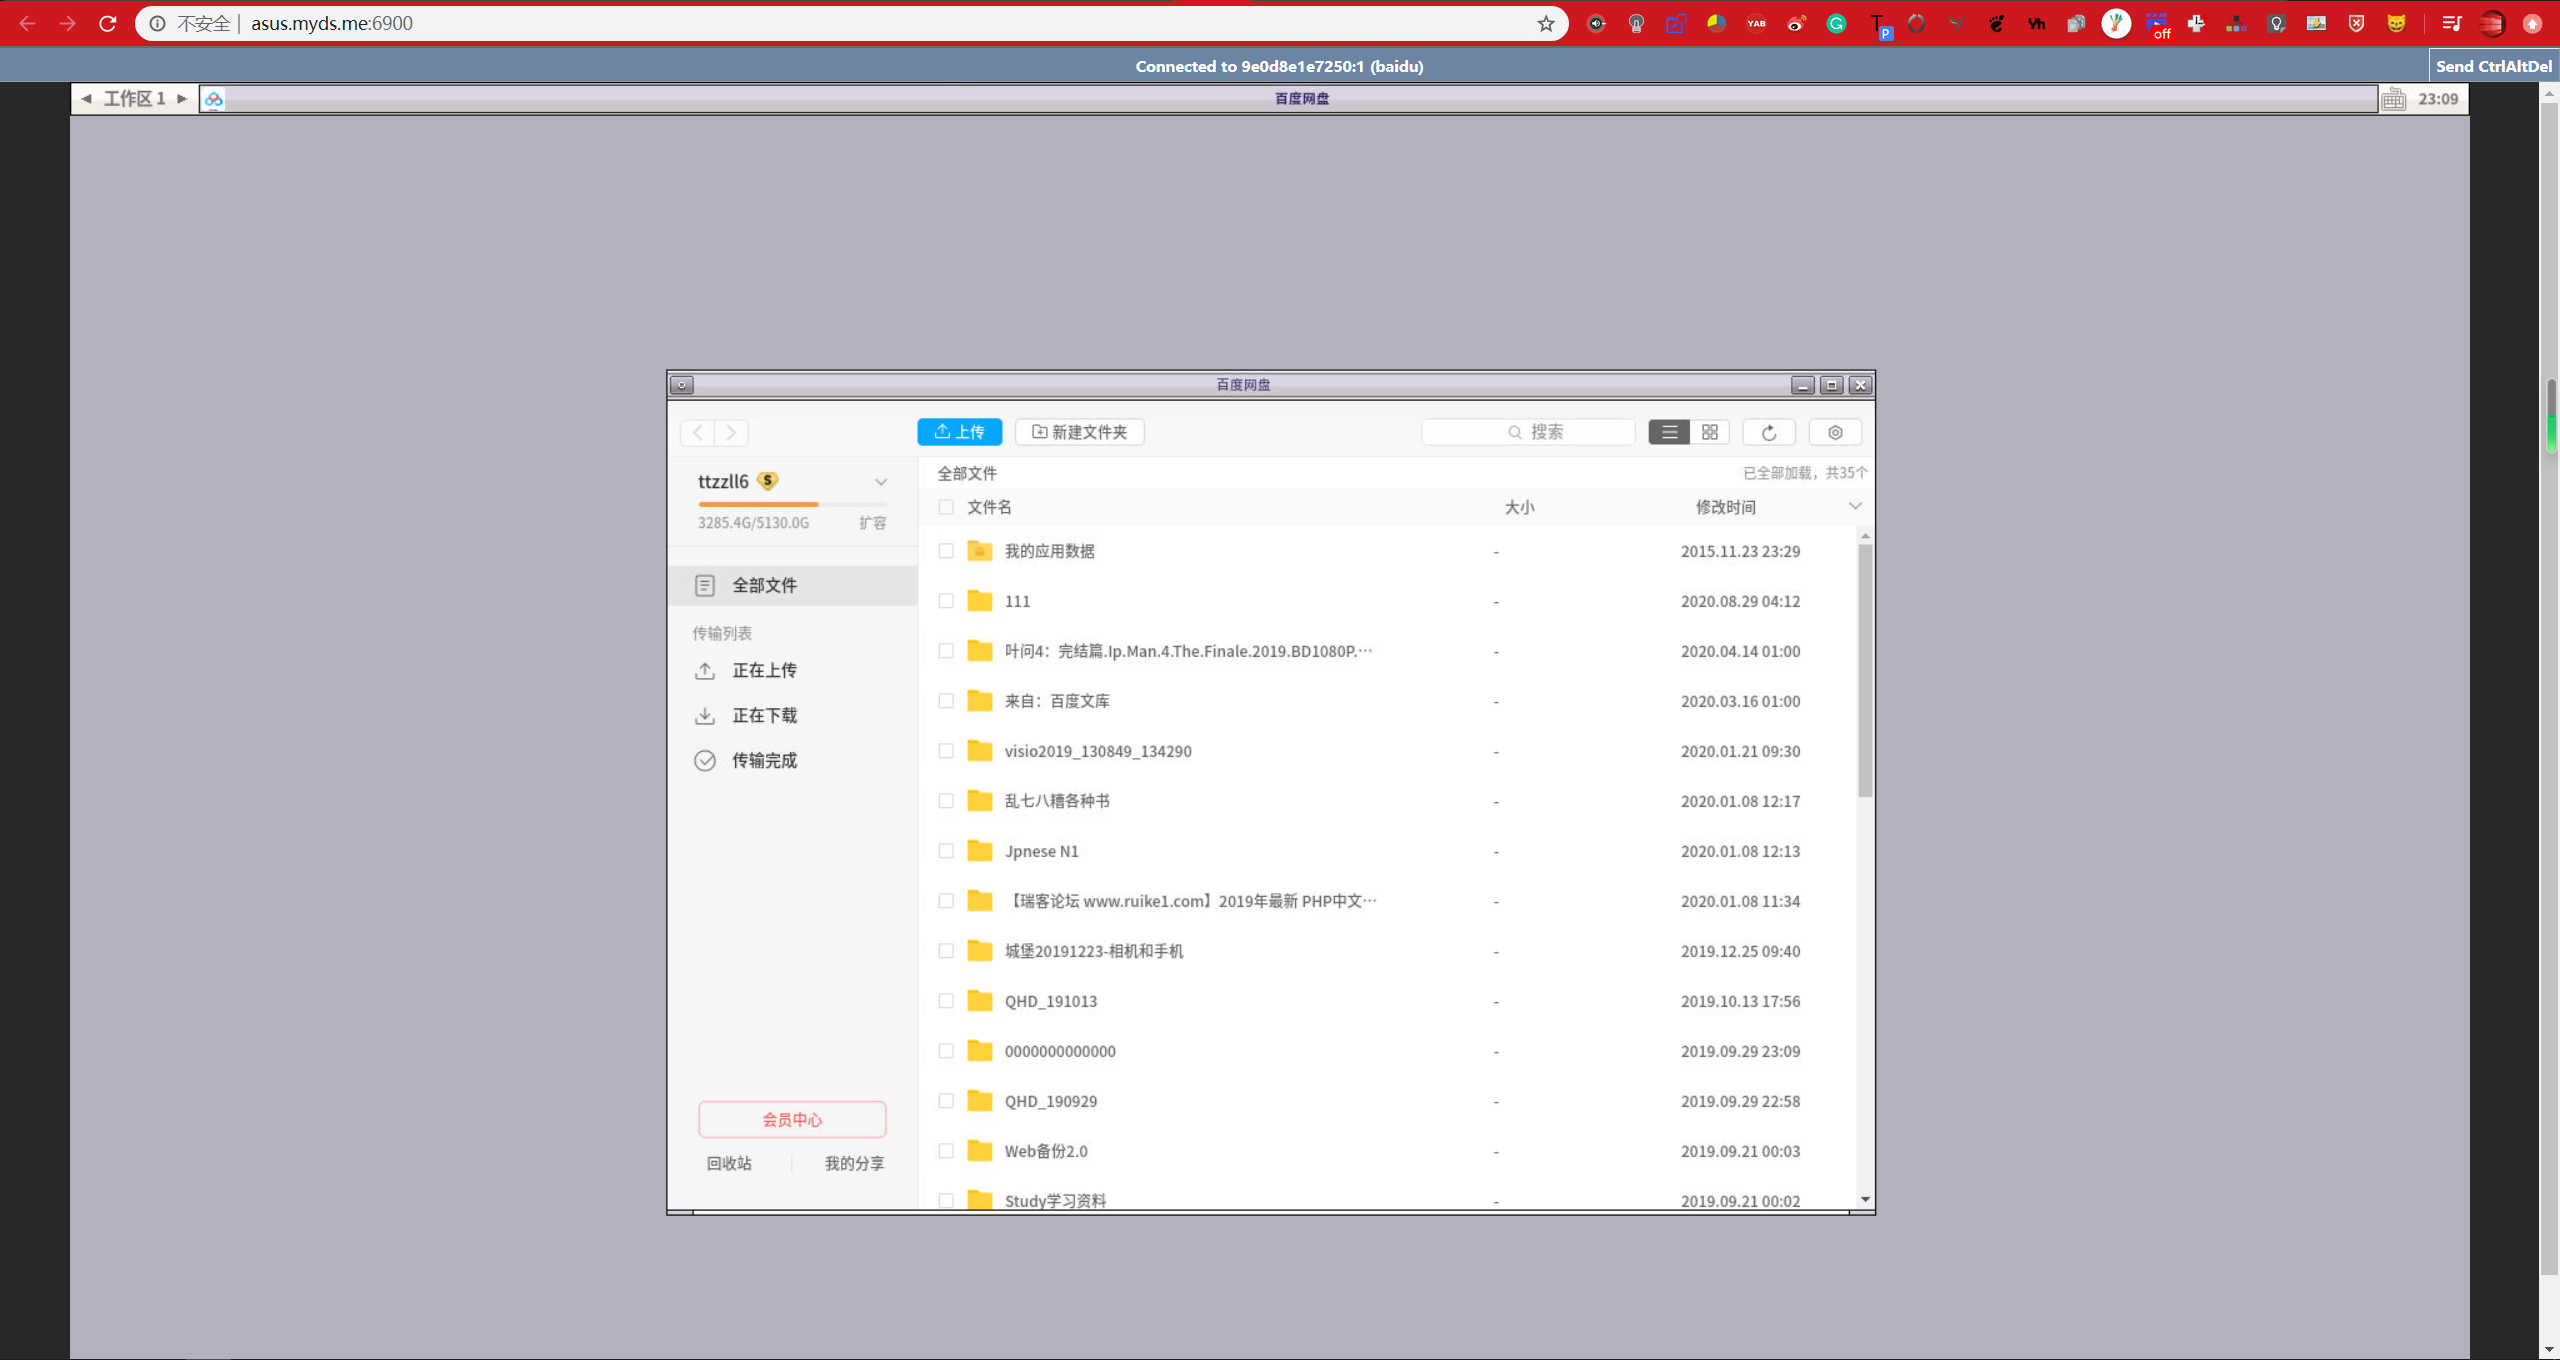 不安全 | asus.myds.me:6900
YAB
P
Yh
off
Connected to 9e0d8e1e7250:1 (baidu)
Send CtrlAltDel
工作区 1
百度网盘
23:09
百度网盘
上传
新建文件夹
搜索
ttzzll6
S
3285.4G/5130.0G 扩容
全部文件
传输列表
正在上传
正在下载
传输完成
会员中心
回收站
我的分享
全部文件 已全部加载，共35个
文件名 大小 修改时间
我的应用数据 - 2015.11.23 23:29
111 - 2020.08.29 04:12
叶问4：完结篇.Ip.Man.4.The.Finale.2019.BD1080P.… - 2020.04.14 01:00
来自：百度文库 - 2020.03.16 01:00
visio2019_130849_134290 - 2020.01.21 09:30
乱七八糟各种书 - 2020.01.08 12:17
Jpnese N1 - 2020.01.08 12:13
【瑞客论坛 www.ruike1.com】2019年最新 PHP中文… - 2020.01.08 11:34
城堡20191223-相机和手机 - 2019.12.25 09:40
QHD_191013 - 2019.10.13 17:56
0000000000000 - 2019.09.29 23:09
QHD_190929 - 2019.09.29 22:58
Web备份2.0 - 2019.09.21 00:03
Study学习资料 - 2019.09.21 00:02